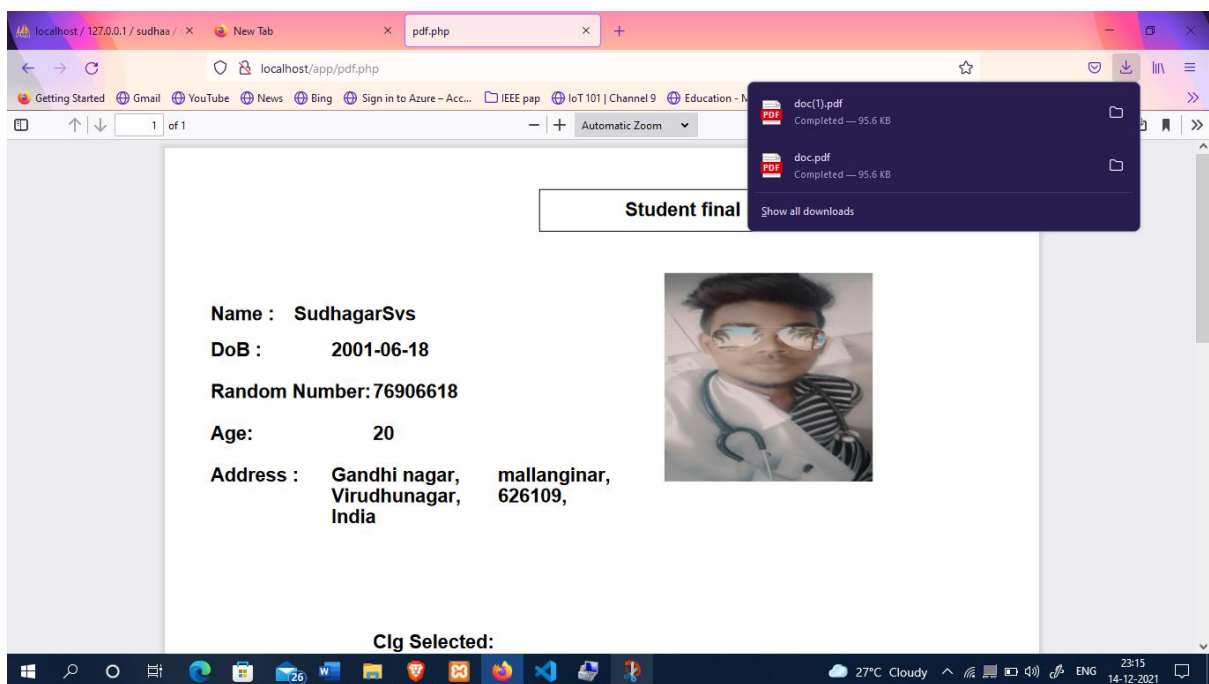 localhost / 127.0.0.1 / sudhaa /
New Tab
pdf.php
localhost/app/pdf.php
Getting Started Gmail YouTube News Bing Sign in to Azure – Acc... IEEE pap IoT 101 | Channel 9 Education - M
1 of 1
Automatic Zoom
doc(1).pdf
Completed — 95.6 KB
doc.pdf
Completed — 95.6 KB
Show all downloads
PDF
PDF
Student final
Name : SudhagarSvs
DoB : 2001-06-18
Random Number: 76906618
Age: 20
Address : Gandhi nagar, mallanginar,
Virudhunagar, 626109,
India
Clg Selected:
26
27°C Cloudy
ENG
23:15
14-12-2021